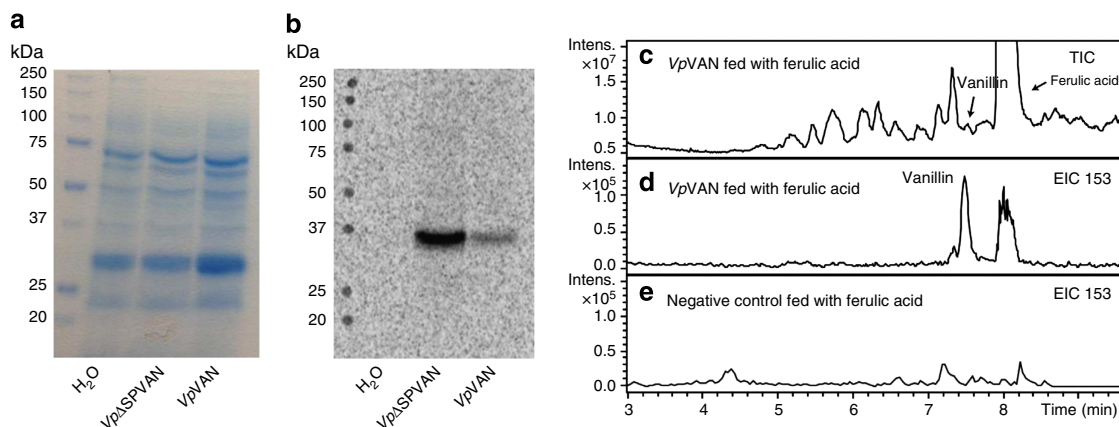 a
kDa
250
150
100
75
50
37
25
20
H2O
VpΔSPVAN
VpVAN
b
kDa
250
150
100
75
50
37
25
20
H2O
VpΔSPVAN
VpVAN
Intens.
×10^7
1.5
1.0
0.5
c VpVAN fed with ferulic acid
TIC
Vanillin
Ferulic acid
Intens.
×10^5
1.0
0.5
0.0
d VpVAN fed with ferulic acid
Vanillin
EIC 153
Intens.
×10^5
1.0
0.5
0.0
e Negative control fed with ferulic acid
EIC 153
3 4 5 6 7 8 Time (min)